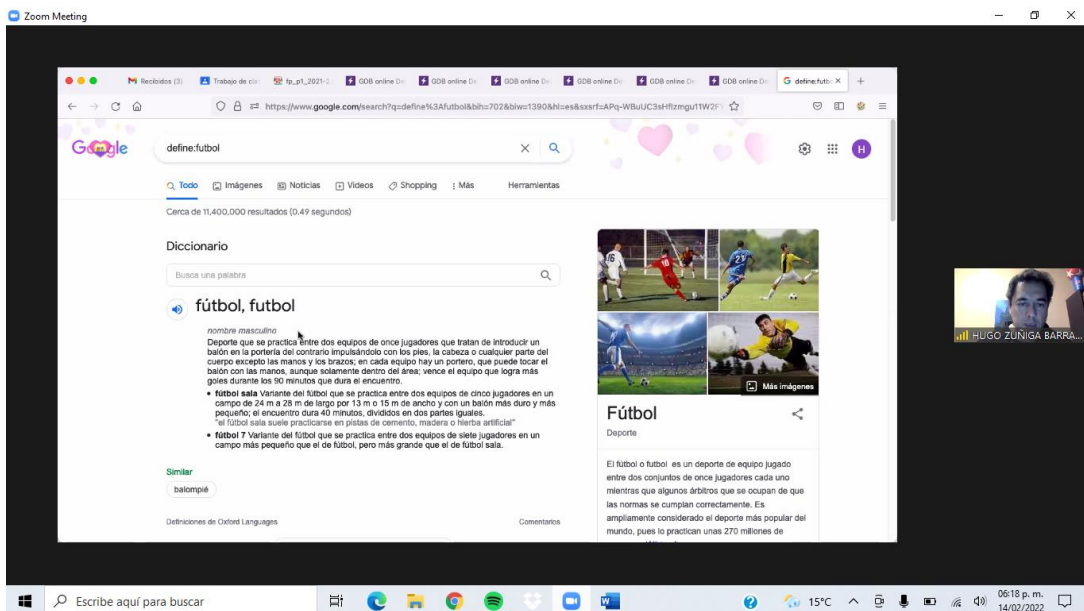 Zoom Meeting
Recibidos (3)
Trabajo de cla
fp_p1_2021-2
GDB online De
GDB online De
GDB online De
GDB online De
GDB online De
GDB online De
define:futbo
https://www.google.com/search?q=define%3Afutbol&bih=702&biw=1390&hl=es&sxsrf=APq-WBulJC3sHflzmgu11W2FY
Google
define:futbol
H
Todo
Imágenes
Noticias
Videos
Shopping
Más
Herramientas
Cerca de 11,400,000 resultados (0.49 segundos)
Diccionario
Busca una palabra
fútbol, futbol
nombre masculino
Deporte que se practica entre dos equipos de once jugadores que tratan de introducir un
balón en la portería del contrario impulsándolo con los pies, la cabeza o cualquier parte del
cuerpo excepto las manos y los brazos; en cada equipo hay un portero, que puede tocar el
balón con las manos, aunque solamente dentro del área; vence el equipo que logra más
goles durante los 90 minutos que dura el encuentro.
• fútbol sala Variante del fútbol que se practica entre dos equipos de cinco jugadores en un
campo de 24 m a 28 m de largo por 13 m o 15 m de ancho y con un balón más duro y más
pequeño; el encuentro dura 40 minutos, divididos en dos partes iguales.
"el fútbol sala suele practicarse en pistas de cemento, madera o hierba artificial"
• fútbol 7 Variante del fútbol que se practica entre dos equipos de siete jugadores en un
campo más pequeño que el de fútbol, pero más grande que el de fútbol sala.
Similar
balompié
Definiciones de Oxford Languages
Comentarios
Más imágenes
Fútbol
Deporte
El fútbol o futbol es un deporte de equipo jugado
entre dos conjuntos de once jugadores cada uno
mientras que algunos árbitros que se ocupan de que
las normas se cumplan correctamente. Es
ampliamente considerado el deporte más popular del
mundo, pues lo practican unas 270 millones de
HUGO ZUÑIGA BARRA...
Escribe aquí para buscar
15°C
06:18 p. m.
14/02/2022